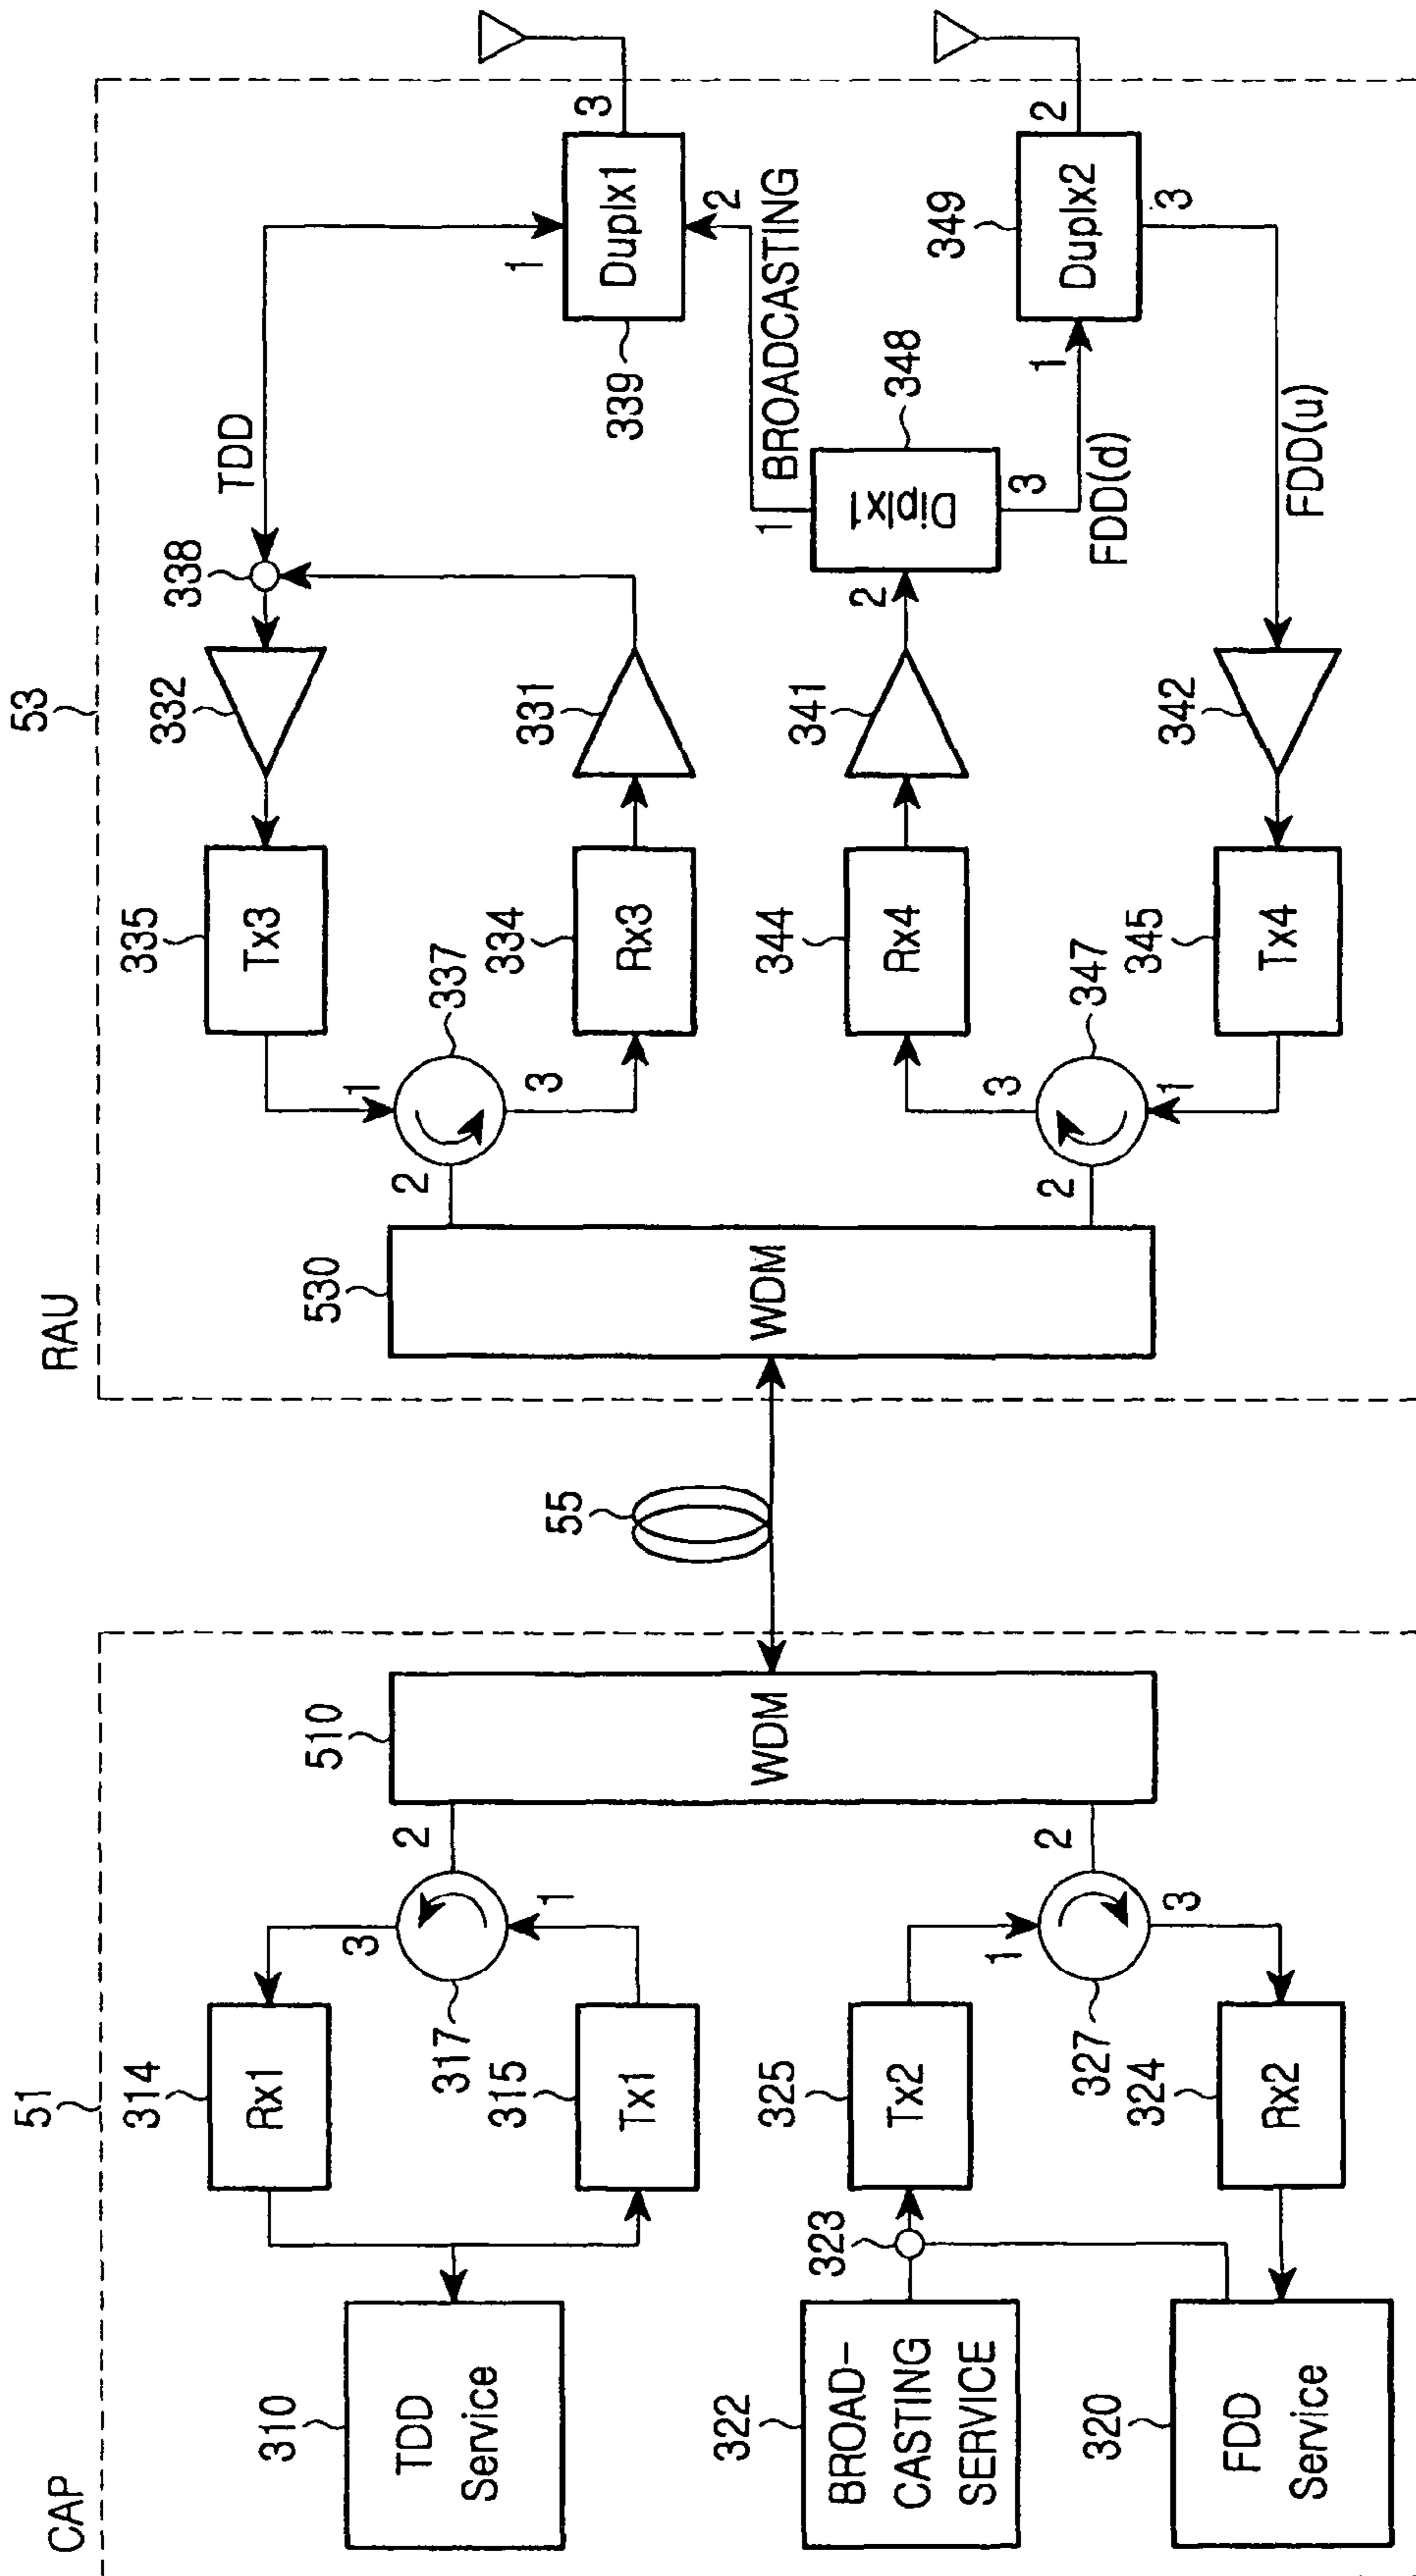 CAP
51
310
TDD
Service
314
Rx1
3
317
2
1
315
Tx1
322
BROAD-
CASTING
SERVICE
323
325
Tx2
1
2
3
327
324
Rx2
320
FDD
Service
510
WDM
55
RAU
53
530
WDM
335
Tx3
1
337
2
3
334
Rx3
332
331
338
TDD
344
Rx4
3
347
2
1
345
Tx4
341
342
2
Diplx1
348
1
3
BROADCASTING
FDD(d)
FDD(u)
1
Duplx1
339
2
3
1
Duplx2
349
2
3